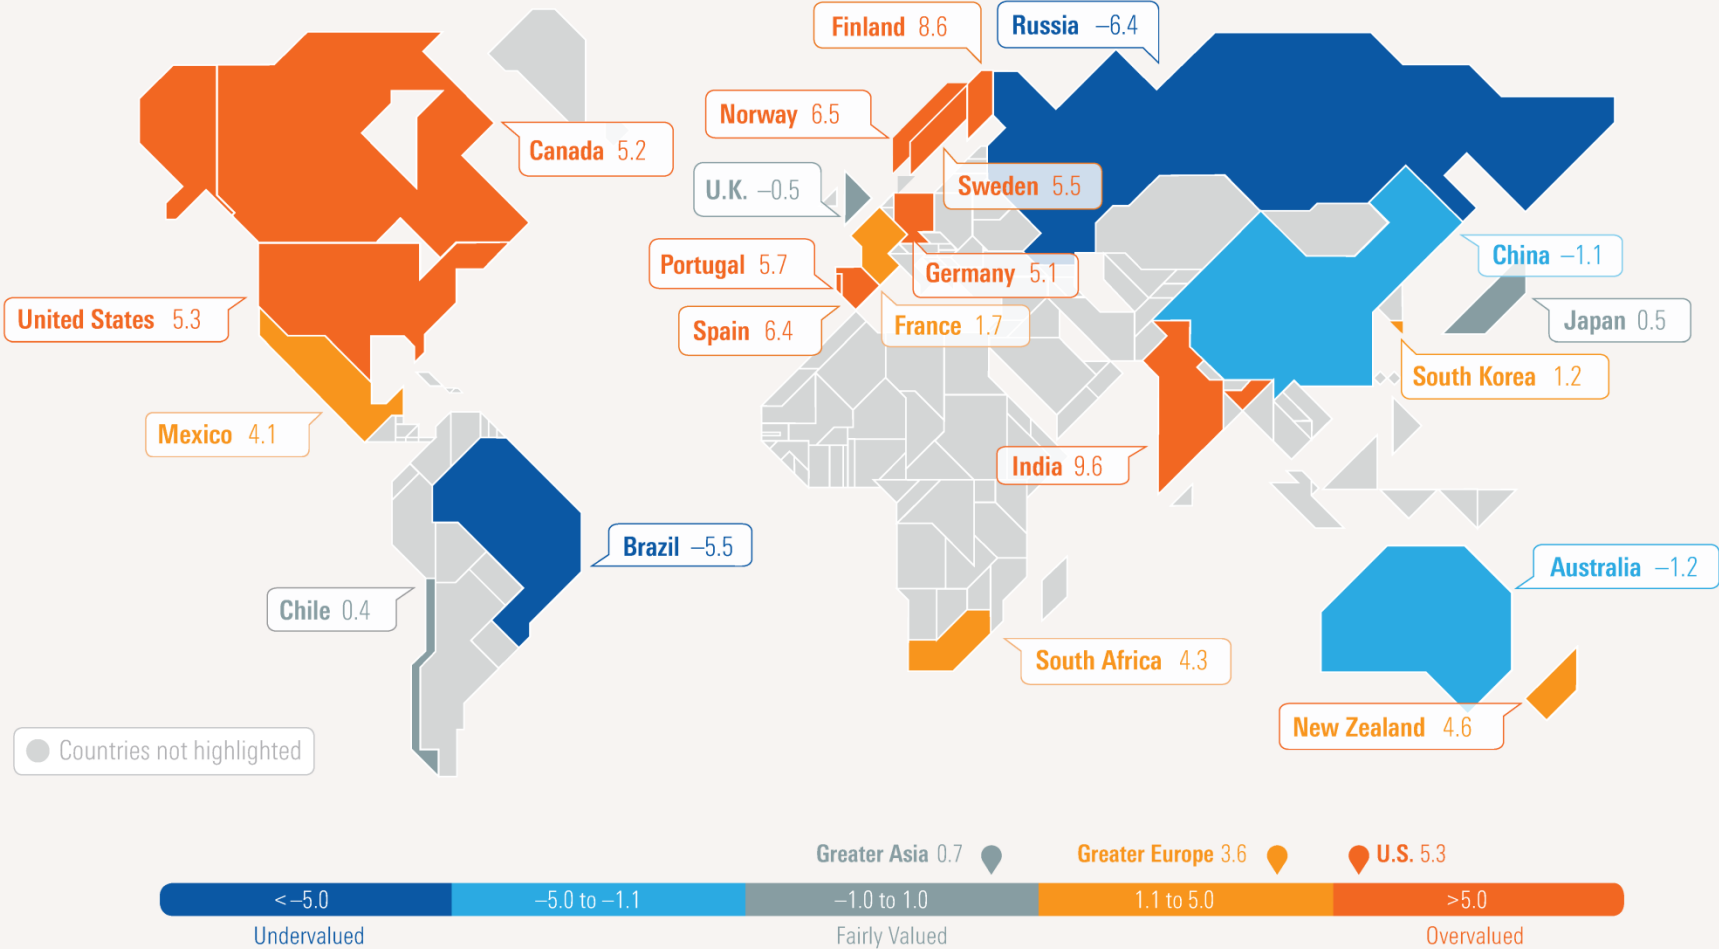 Finland 8.6
Russia –6.4
Norway 6.5
Canada 5.2
U.K. –0.5
Sweden 5.5
Portugal 5.7
Germany 5.1
China –1.1
United States 5.3
Spain 6.4
France 1.7
Japan 0.5
South Korea 1.2
Mexico 4.1
India 9.6
Brazil –5.5
Australia –1.2
Chile 0.4
South Africa 4.3
New Zealand 4.6
Countries not highlighted
Greater Asia 0.7
Greater Europe 3.6
U.S. 5.3
< –5.0
–5.0 to –1.1
–1.0 to 1.0
1.1 to 5.0
>5.0
Undervalued
Fairly Valued
Overvalued